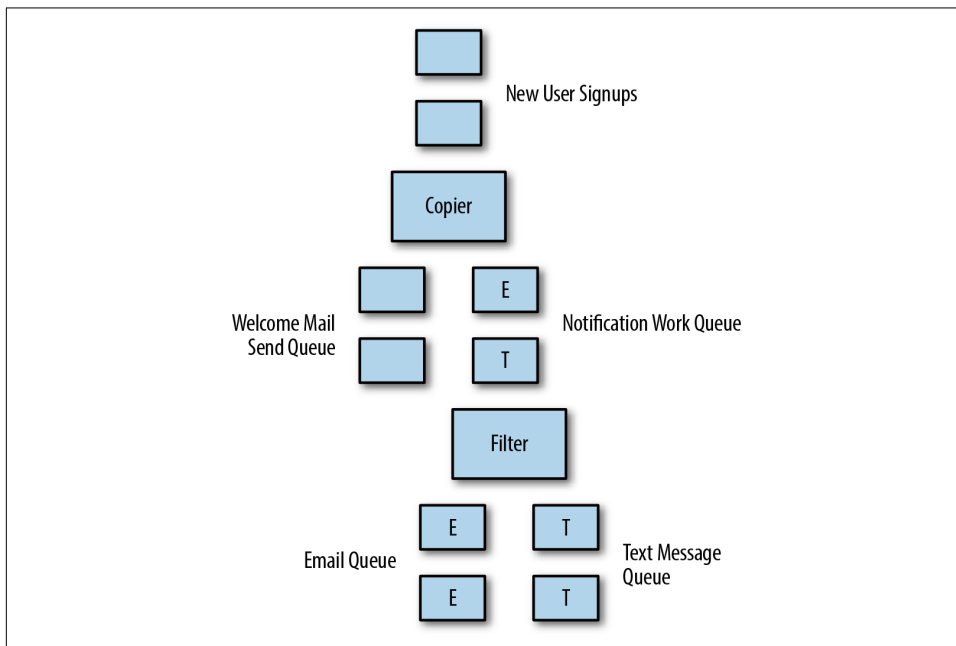 New User Signups
Copier
E
Welcome Mail
Send Queue
Notification Work Queue
T
Filter
E
T
Email Queue
Text Message
Queue
E
T